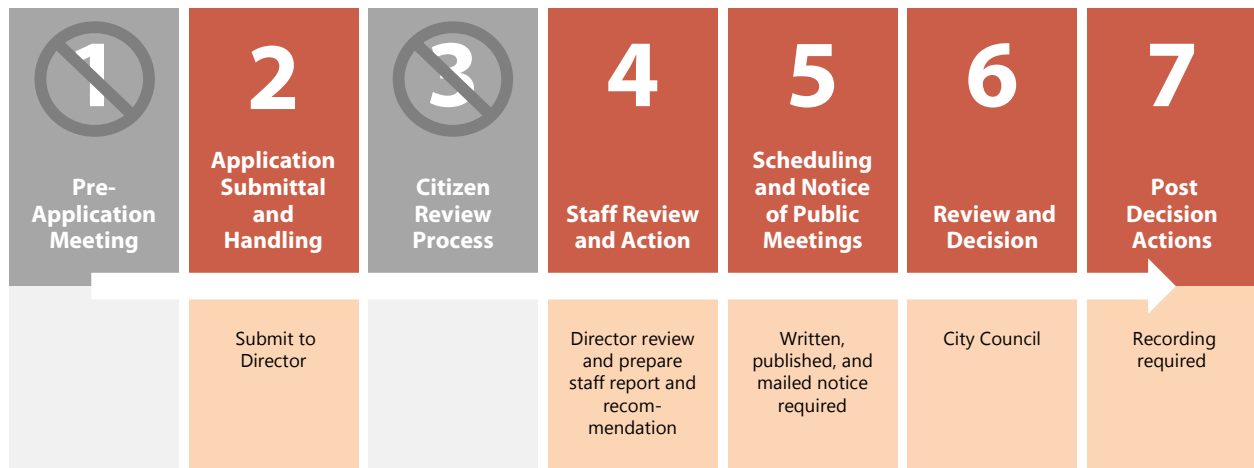 1
Pre-
Application
Meeting
2
Application
Submittal
and
Handling
Submit to
Director
3
Citizen
Review
Process
4
Staff Review
and Action
Director review
and prepare
staff report and
recom-
mendation
5
Scheduling
and Notice
of Public
Meetings
Written,
published, and
mailed notice
required
6
Review and
Decision
City Council
7
Post
Decision
Actions
Recording
required